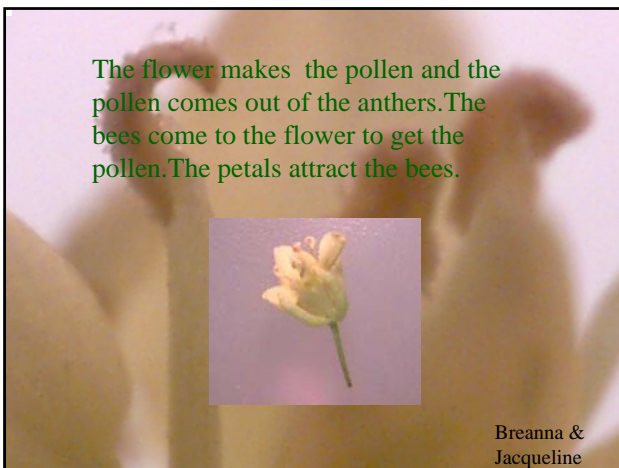 The flower makes  the pollen and the
pollen comes out of the anthers.The
bees come to the flower to get the
pollen.The petals attract the bees.
Breanna &
Jacqueline